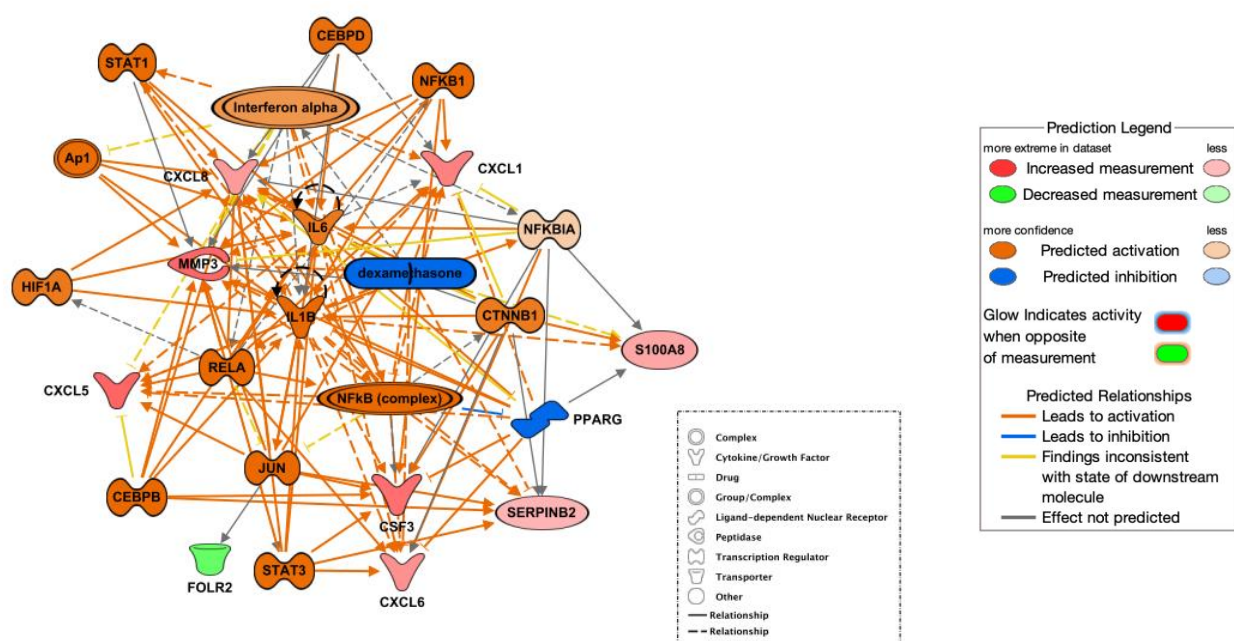 CEBPD
STAT1
NFKB1
Interferon alpha
Ap1
CXCL8
CXCL1
IL6
NFKBIA
MMP3
dexamethasone
HIF1A
IL1B
CTNNB1
S100A8
RELA
CXCL5
NFkB (complex)
PPARG
JUN
CEBPB
CSF3
SERPINB2
FOLR2
STAT3
CXCL6
Complex
Cytokine/Growth Factor
Drug
Group/Complex
Ligand-dependent Nuclear Receptor
Peptidase
Transcription Regulator
Transporter
Other
Relationship
Relationship
Prediction Legend
more extreme in dataset less
Increased measurement
Decreased measurement
more confidence less
Predicted activation
Predicted inhibition
Glow Indicates activity
when opposite
of measurement
Predicted Relationships
Leads to activation
Leads to inhibition
Findings inconsistent
with state of downstream
molecule
Effect not predicted